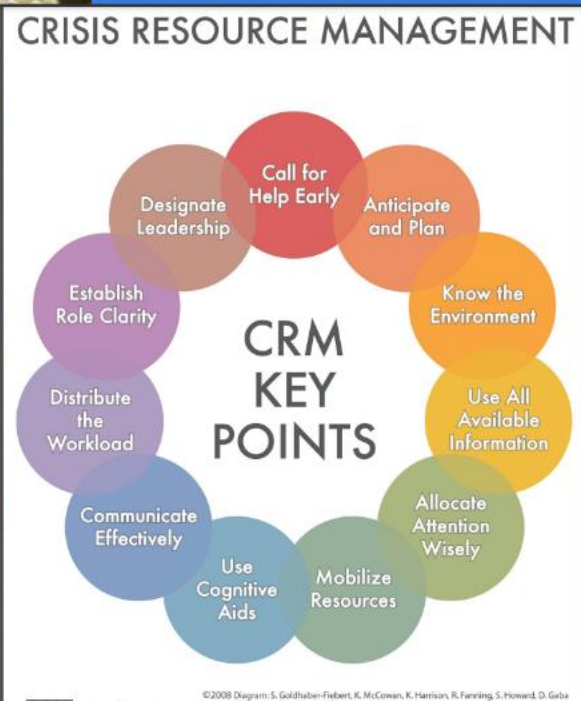 CRISIS RESOURCE MANAGEMENT
Call for
Help Early
Anticipate
and Plan
Know the
Environment
Use All
Available
Information
Allocate
Attention
Wisely
Mobilize
Resources
Use
Cognitive
Aids
Communicate
Effectively
Distribute
the
Workload
Establish
Role Clarity
Designate
Leadership
CRM
KEY
POINTS
©2008 Diagram: S. Goldhaber-Fiebert, K. McCowan, K. Harrison, R. Fanning, S. Howard, D. Gaba